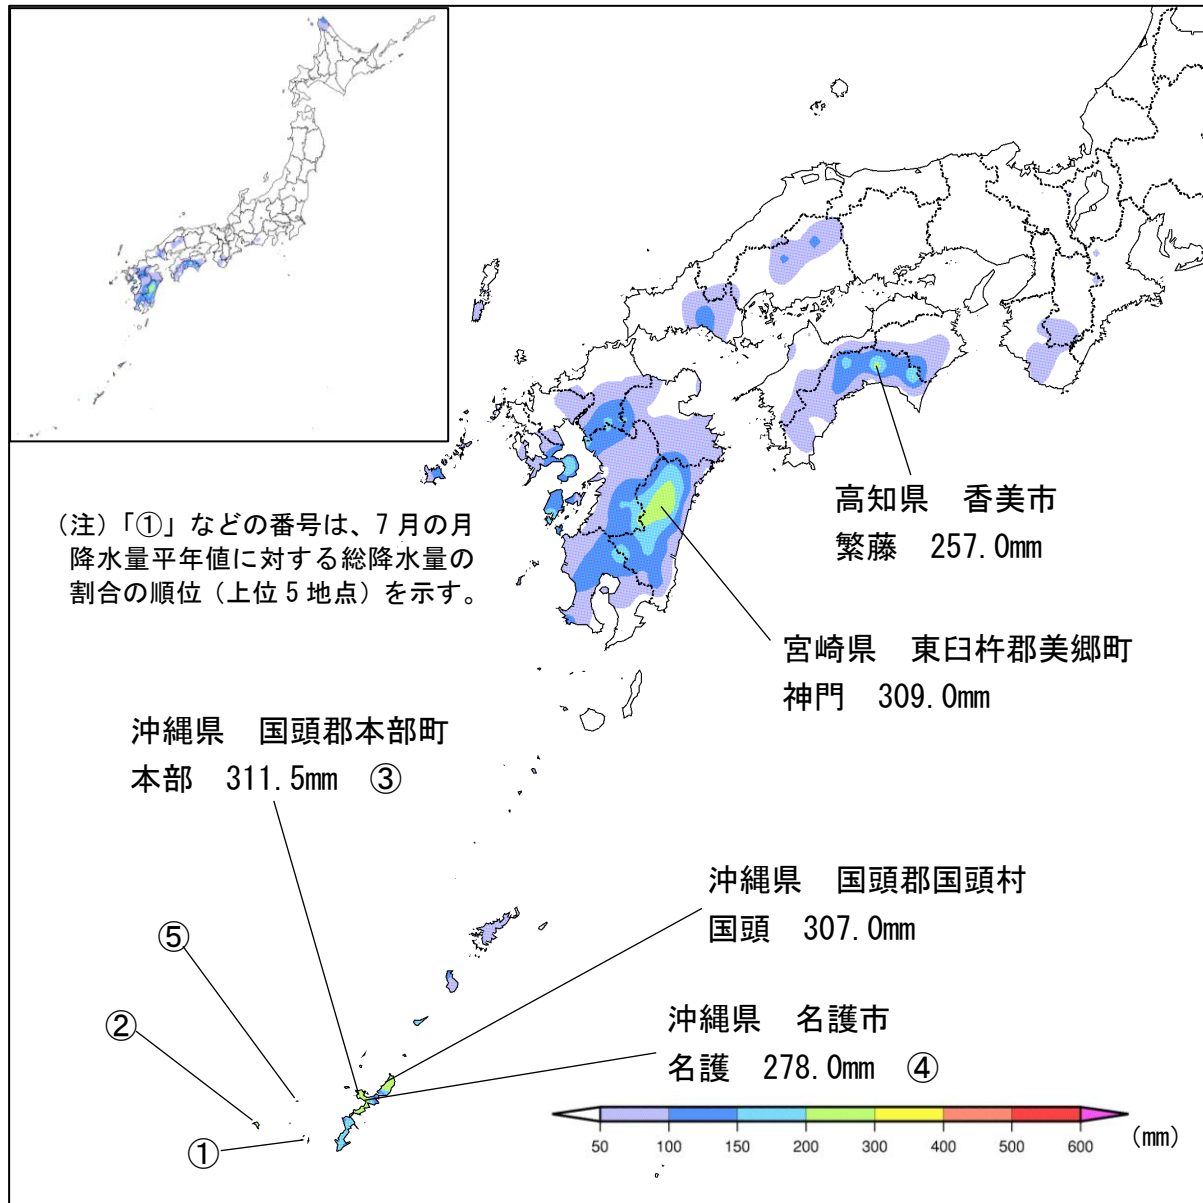 高知県　香美市
繁藤　257.0mm
（注）「①」などの番号は、7月の月
降水量平年値に対する総降水量の
割合の順位（上位5地点）を示す。
宮崎県　東臼杵郡美郷町
神門　309.0mm
沖縄県　国頭郡本部町
本部　311.5mm　③
沖縄県　国頭郡国頭村
国頭　307.0mm
⑤
②
沖縄県　名護市
名護　278.0mm　④
①
50 100 150 200 300 400 500 600 (mm)